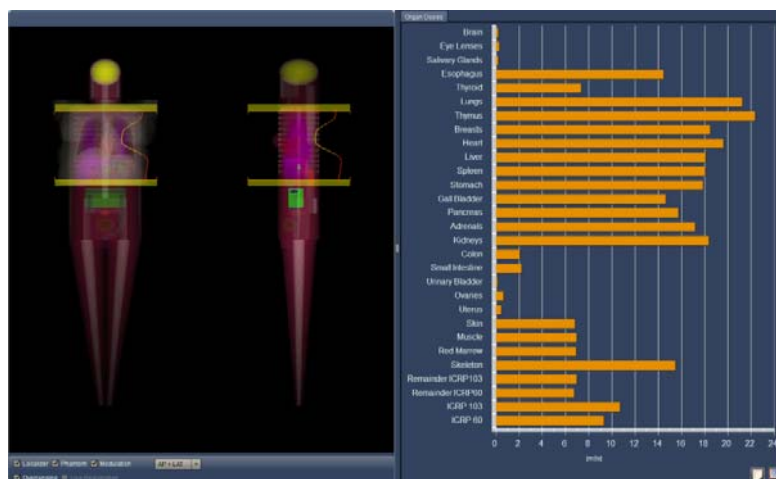 Organ Doses
Brain
Eye Lenses
Salivary Glands
Esophagus
Thyroid
Lungs
Thymus
Breasts
Heart
Liver
Spleen
Stomach
Gall Bladder
Pancreas
Adrenals
Kidneys
Colon
Small Intestine
Urinary Bladder
Ovaries
Uterus
Skin
Muscle
Red Marrow
Skeleton
Remainder ICRP103
Remainder ICRP60
ICRP 103
ICRP 60
0 2 4 6 8 10 12 14 16 18 20 22 24
Localizer Phantom Modulation AP + LAT